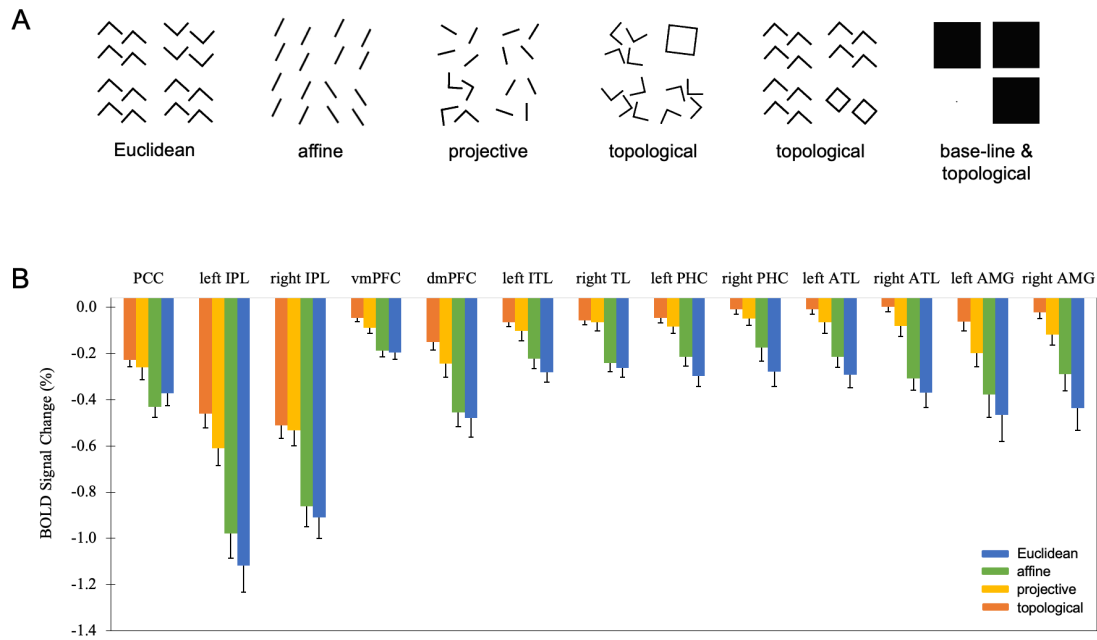 A
Euclidean
affine
projective
topological
topological
base-line &
topological
B
PCC
left IPL
right IPL
vmPFC
dmPFC
left ITL
right TL
left PHC
right PHC
left ATL
right ATL
left AMG
right AMG
BOLD Signal Change (%)
0.0
-0.2
-0.4
-0.6
-0.8
-1.0
-1.2
-1.4
Euclidean
affine
projective
topological